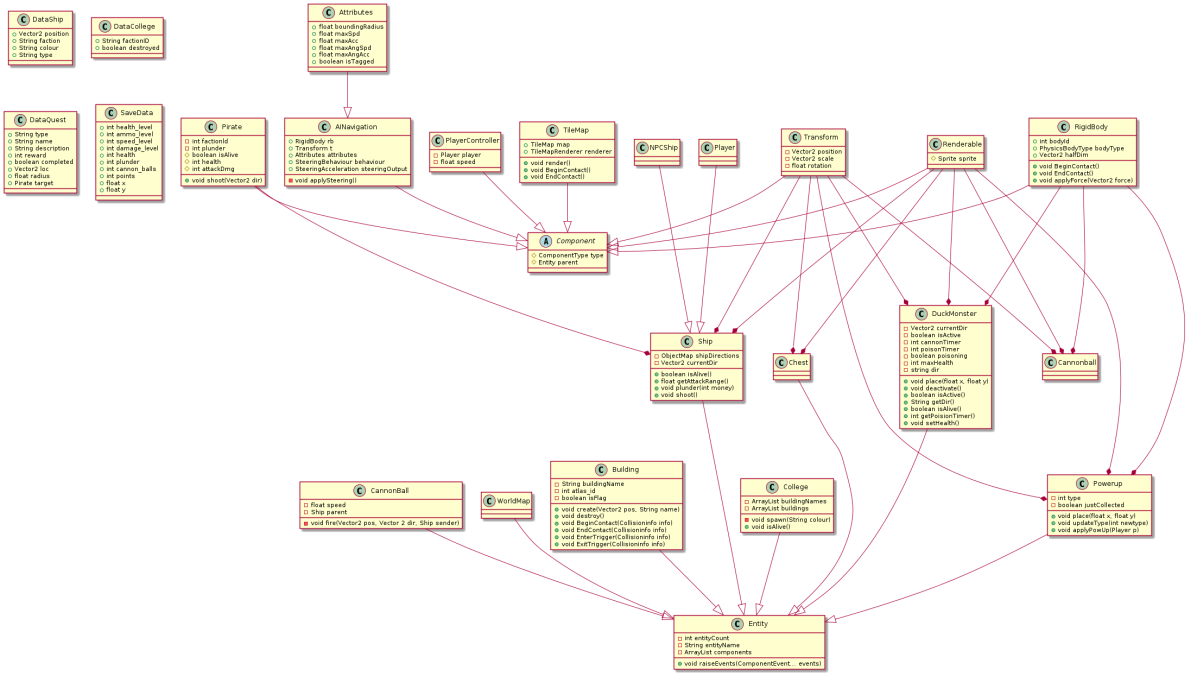 C DataShip
Vector2 position
String faction
String colour
String type
C DataCollege
String factionID
boolean destroyed
C Attributes
float boundingRadius
float maxSpd
float maxAcc
float maxAngSpd
float maxAngAcc
boolean isTagged
C DataQuest
String type
String name
String description
int reward
boolean completed
Vector2 loc
float radius
Pirate target
C SaveData
int health_level
int ammo_level
int speed_level
int damage_level
int health
int plunder
int cannon_balls
int points
float x
float y
C Pirate
int factionId
int plunder
boolean isAlive
int health
int attackDmg
void shoot(Vector2 dir)
C AINavigation
RigidBody rb
Transform t
Attributes attributes
SteeringBehaviour behaviour
SteeringAcceleration steeringOutput
void applySteering()
C PlayerController
Player player
float speed
C TileMap
TileMap map
TileMapRenderer renderer
void render()
void BeginContact()
void EndContact()
C NPCShip
C Player
C Transform
Vector2 position
Vector2 scale
float rotation
C Renderable
Sprite sprite
C RigidBody
int bodyId
PhysicsBodyType bodyType
Vector2 halfDim
void BeginContact()
void EndContact()
void applyForce(Vector2 force)
A Component
ComponentType type
Entity parent
C Ship
ObjectMap shipDirections
Vector2 currentDir
boolean isAlive()
float getAttackRange()
void plunder(int money)
void shoot()
C Chest
C DuckMonster
Vector2 currentDir
boolean isActive
int cannonTimer
int poisonTimer
boolean poisoning
int maxHealth
string dir
void place(float x, float y)
void deactivate()
boolean isActive()
String getDir()
boolean isAlive()
int getPoisionTimer()
void setHealth()
C Cannonball
C CannonBall
float speed
Ship parent
void fire(Vector2 pos, Vector 2 dir, Ship sender)
C WorldMap
C Building
String buildingName
int atlas_id
boolean isFlag
void create(Vector2 pos, String name)
void destroy()
void BeginContact(CollisionInfo info)
void EndContact(CollisionInfo info)
void EnterTrigger(CollisionInfo info)
void ExitTrigger(CollisionInfo info)
C College
ArrayList buildingNames
ArrayList buildings
void spawn(String colour)
void isAlive()
C Powerup
int type
boolean justCollected
void place(float x, float y)
void updateType(int newtype)
void applyPowUp(Player p)
C Entity
int entityCount
String entityName
ArrayList components
void raiseEvents(ComponentEvent... events)